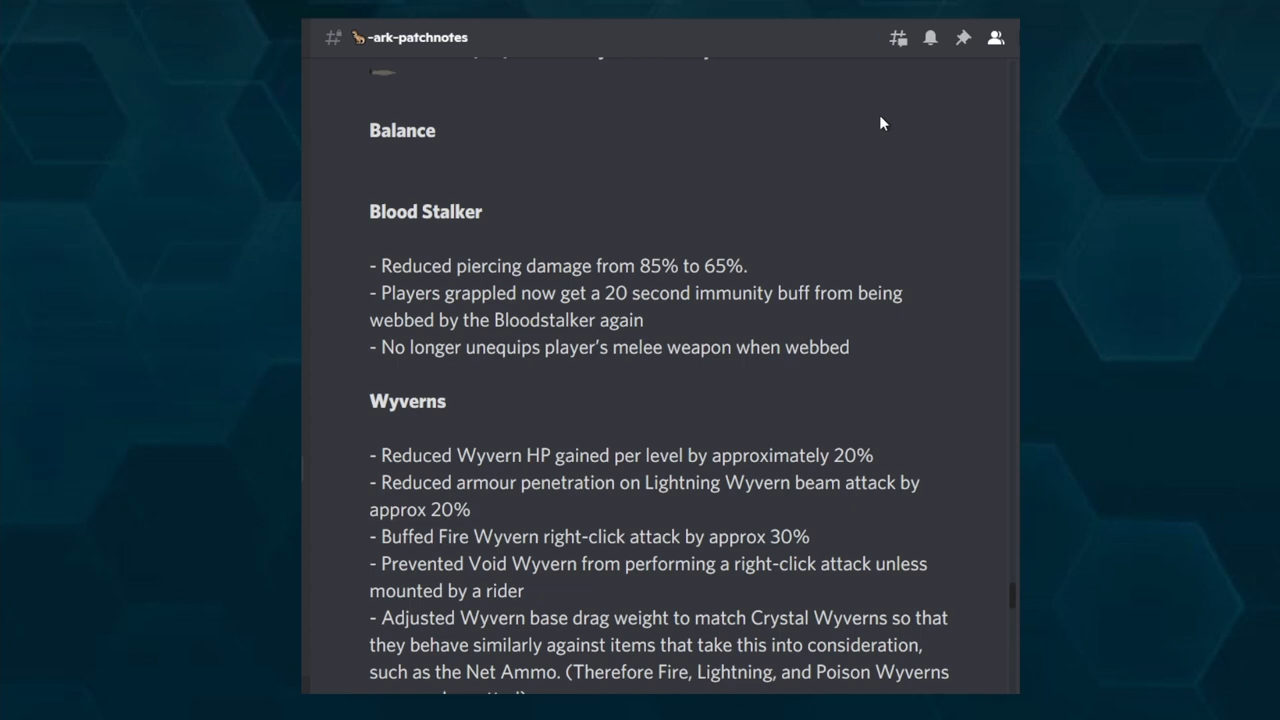 -ark-patchnotes
Balance
Blood Stalker
- Reduced piercing damage from 85% to 65%.
- Players grappled now get a 20 second immunity buff from being
webbed by the Bloodstalker again
- No longer unequips player's melee weapon when webbed
Wyverns
- Reduced Wyvern HP gained per level by approximately 20%
- Reduced armour penetration on Lightning Wyvern beam attack by
approx 20%
- Buffed Fire Wyvern right-click attack by approx 30%
- Prevented Void Wyvern from performing a right-click attack unless
mounted by a rider
- Adjusted Wyvern base drag weight to match Crystal Wyverns so that
they behave similarly against items that take this into consideration,
such as the Net Ammo. (Therefore Fire, Lightning, and Poison Wyverns